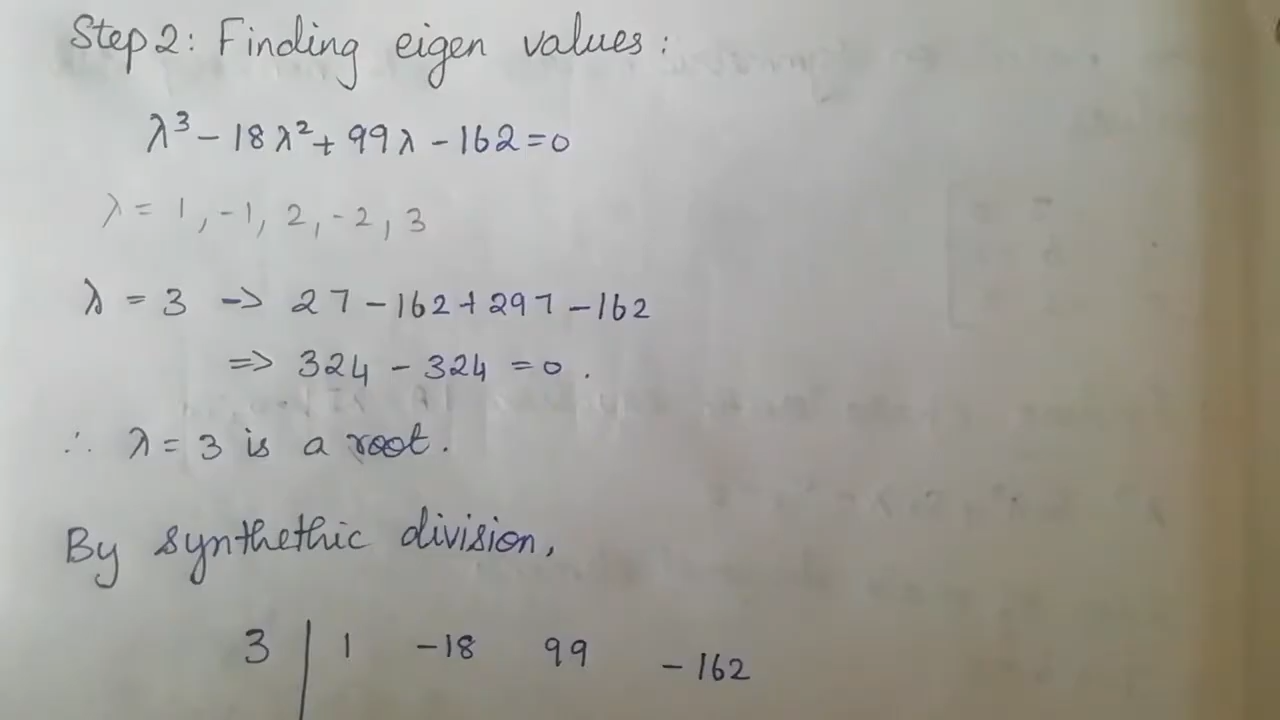 Step 2: Finding eigen values:
λ³ - 18λ² + 99λ - 162 = 0
λ = 1, -1, 2, -2, 3
λ = 3 -> 27 - 162 + 297 - 162
=> 324 - 324 = 0.
∴ λ = 3 is a root.
By synthethic division,
3 | 1 -18 99 -162